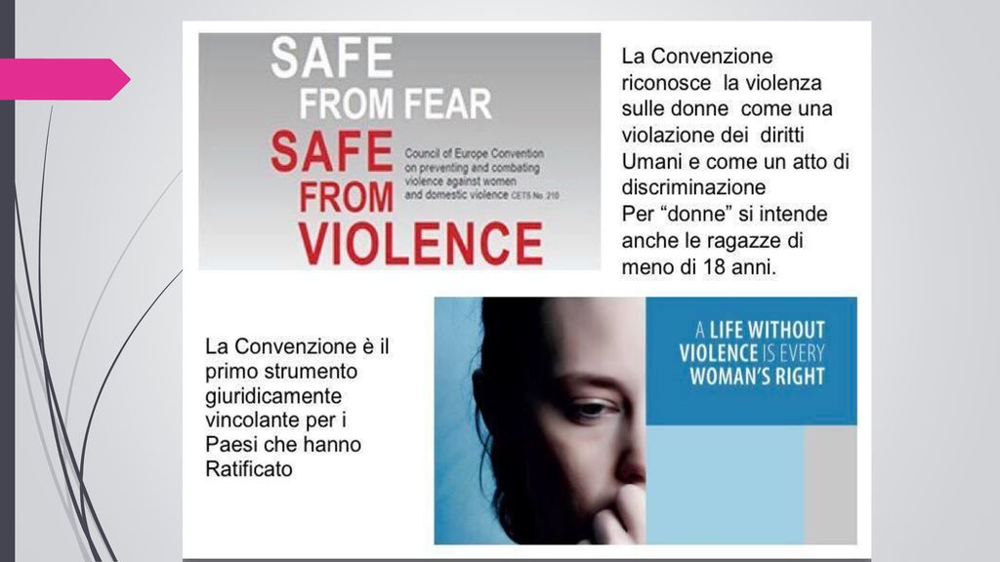 SAFE
FROM FEAR
SAFE
FROM
VIOLENCE
Council of Europe Convention
on preventing and combating
violence against women
and domestic violence CETS No. 210
La Convenzione
riconosce la violenza
sulle donne come una
violazione dei diritti
Umani e come un atto di
discriminazione
Per “donne” si intende
anche le ragazze di
meno di 18 anni.
La Convenzione è il
primo strumento
giuridicamente
vincolante per i
Paesi che hanno
Ratificato
A LIFE WITHOUT
VIOLENCE IS EVERY
WOMAN'S RIGHT